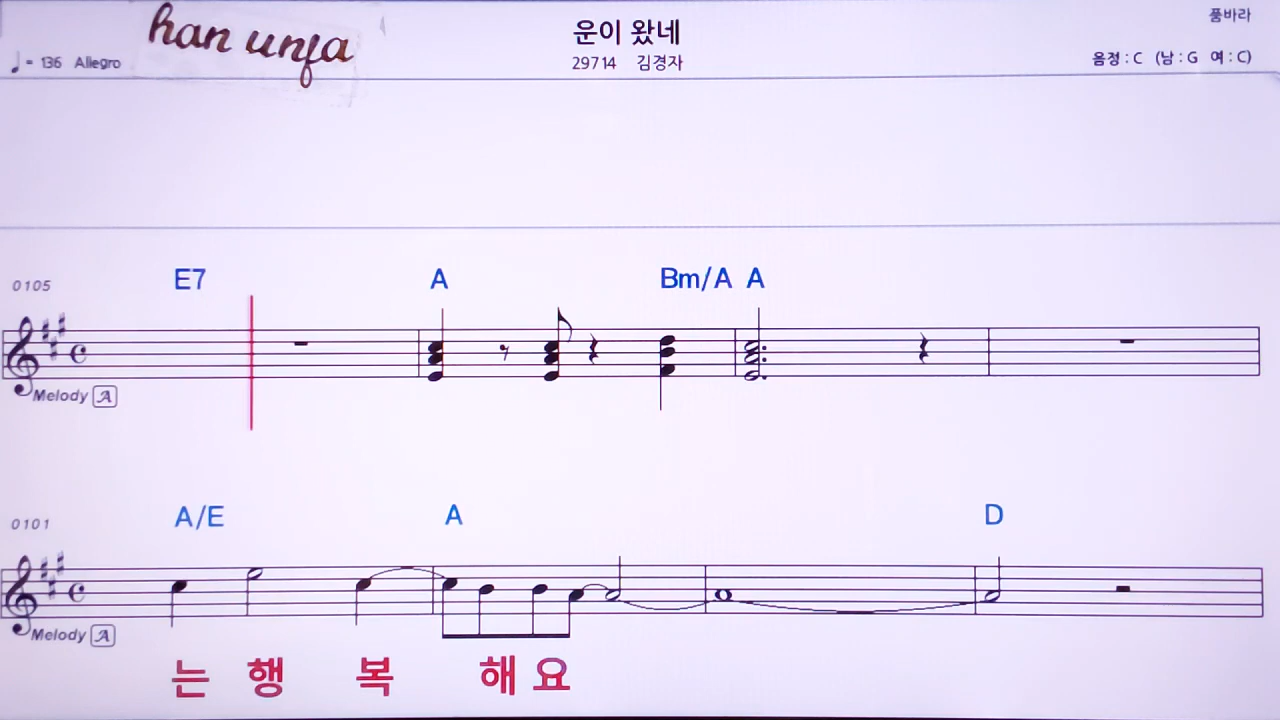 han unja
운이 왔네
품바라
♩= 136 Allegro
29714 김경자
음정 : C (남 : G 여 : C)
0105
E7 A Bm/A A
Melody A
0101
A/E A D
Melody A
는 행 복 해 요